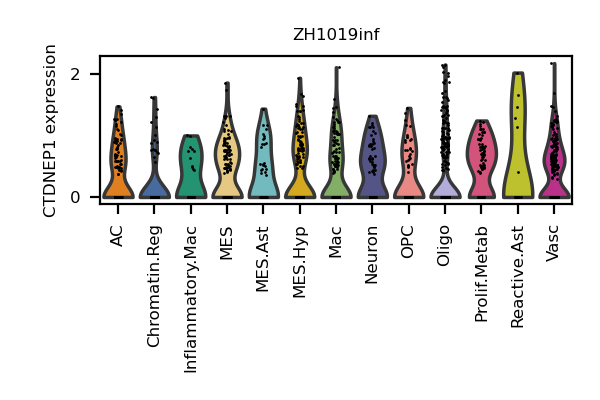 ZH1019inf
CTDNEP1 expression
2
0
AC
Chromatin.Reg
Inflammatory.Mac
MES
MES.Ast
MES.Hyp
Mac
Neuron
OPC
Oligo
Prolif.Metab
Reactive.Ast
Vasc